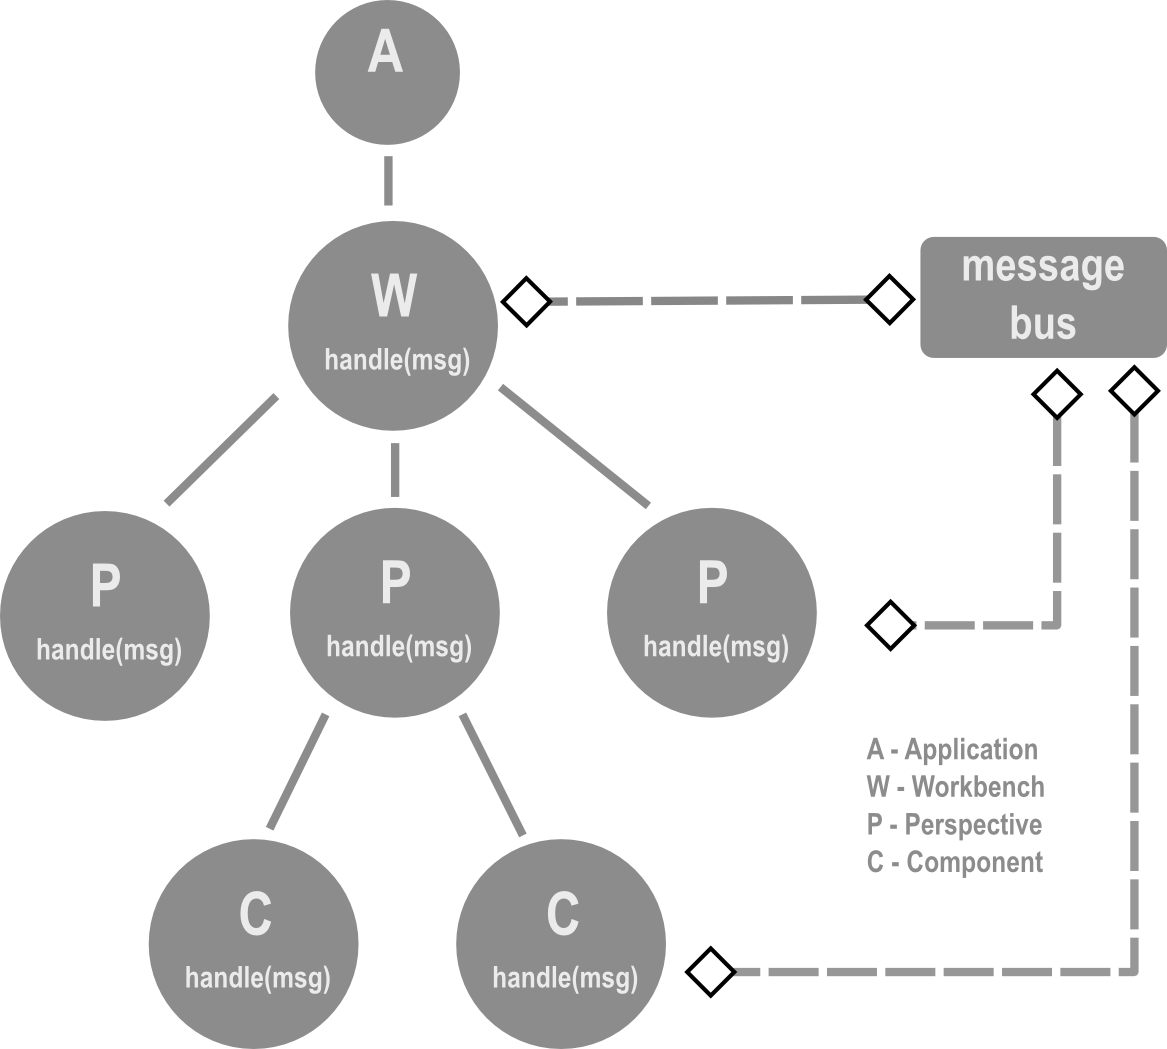 A
W
handle(msg)
message
bus
P
handle(msg)
P
handle(msg)
P
handle(msg)
A - Application
W - Workbench
P - Perspective
C - Component
C
handle(msg)
C
handle(msg)